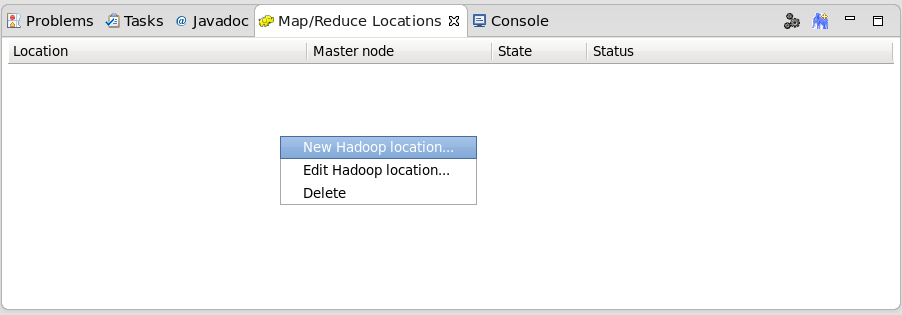 Problems Tasks @ Javadoc Map/Reduce Locations Console
Location Master node State Status
New Hadoop location...
Edit Hadoop location...
Delete